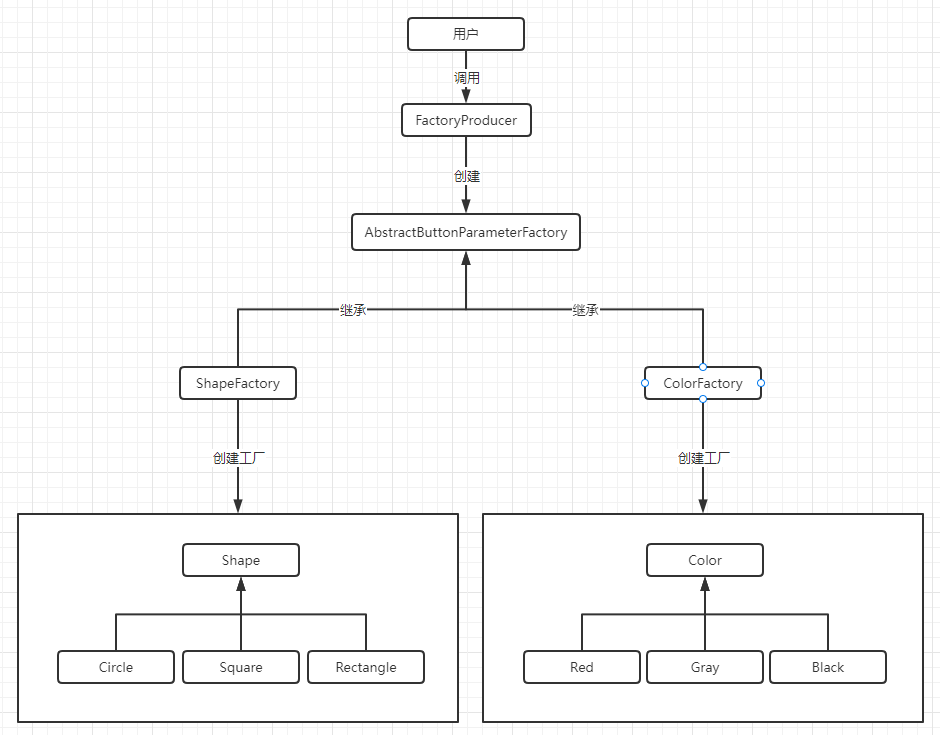 用户
调用
FactoryProducer
创建
AbstractButtonParameterFactory
继承
继承
ShapeFactory
ColorFactory
创建工厂
创建工厂
Shape
Color
Circle
Square
Rectangle
Red
Gray
Black